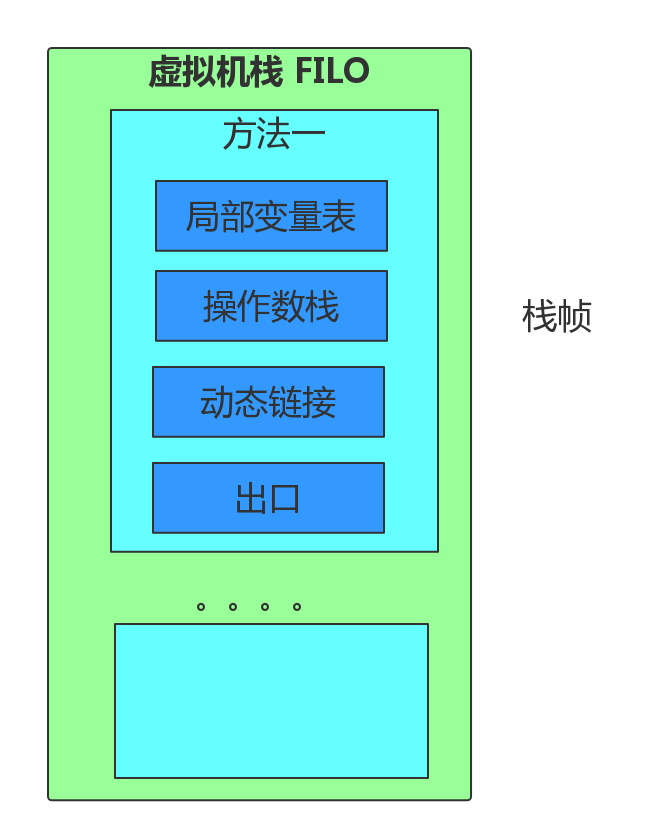 虚拟机栈 FILO
方法一
局部变量表
操作数栈
栈帧
动态链接
出口
。。。。